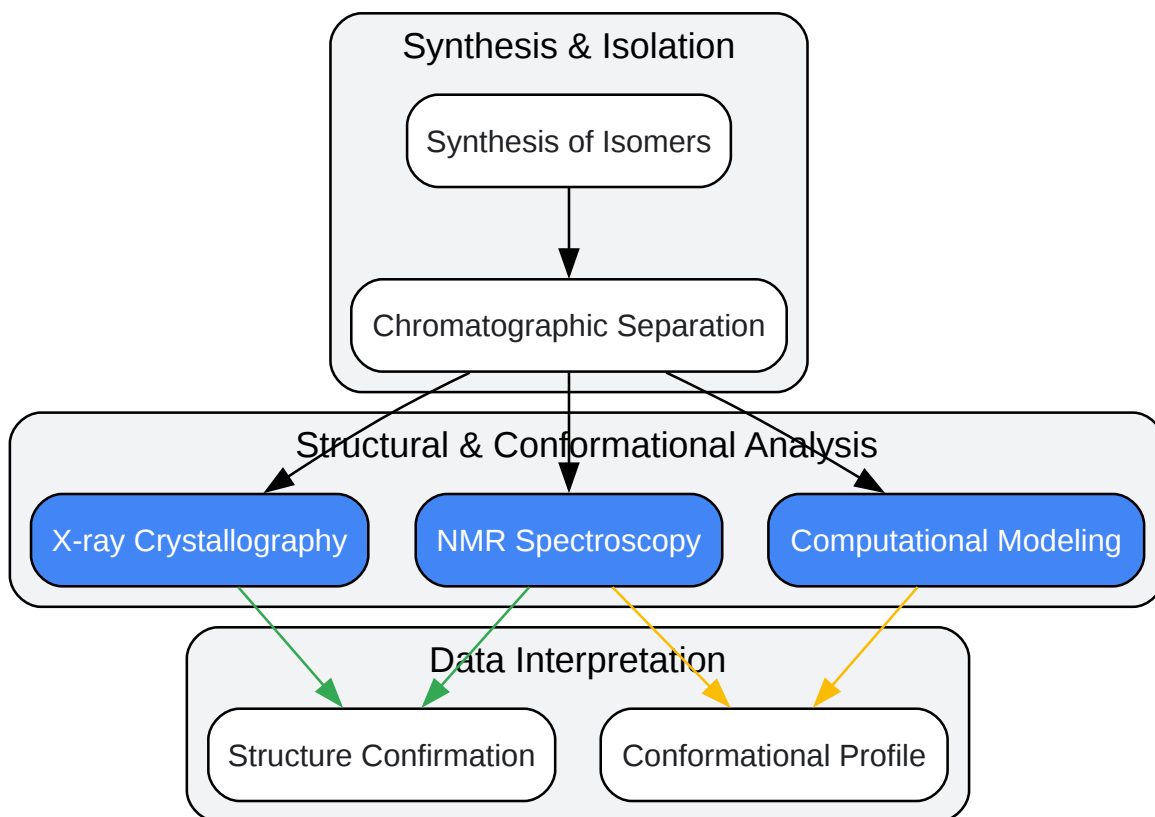 Synthesis & Isolation
Synthesis of Isomers
Chromatographic Separation
Structural & Conformational Analysis
X-ray Crystallography
NMR Spectroscopy
Computational Modeling
Data Interpretation
Structure Confirmation
Conformational Profile